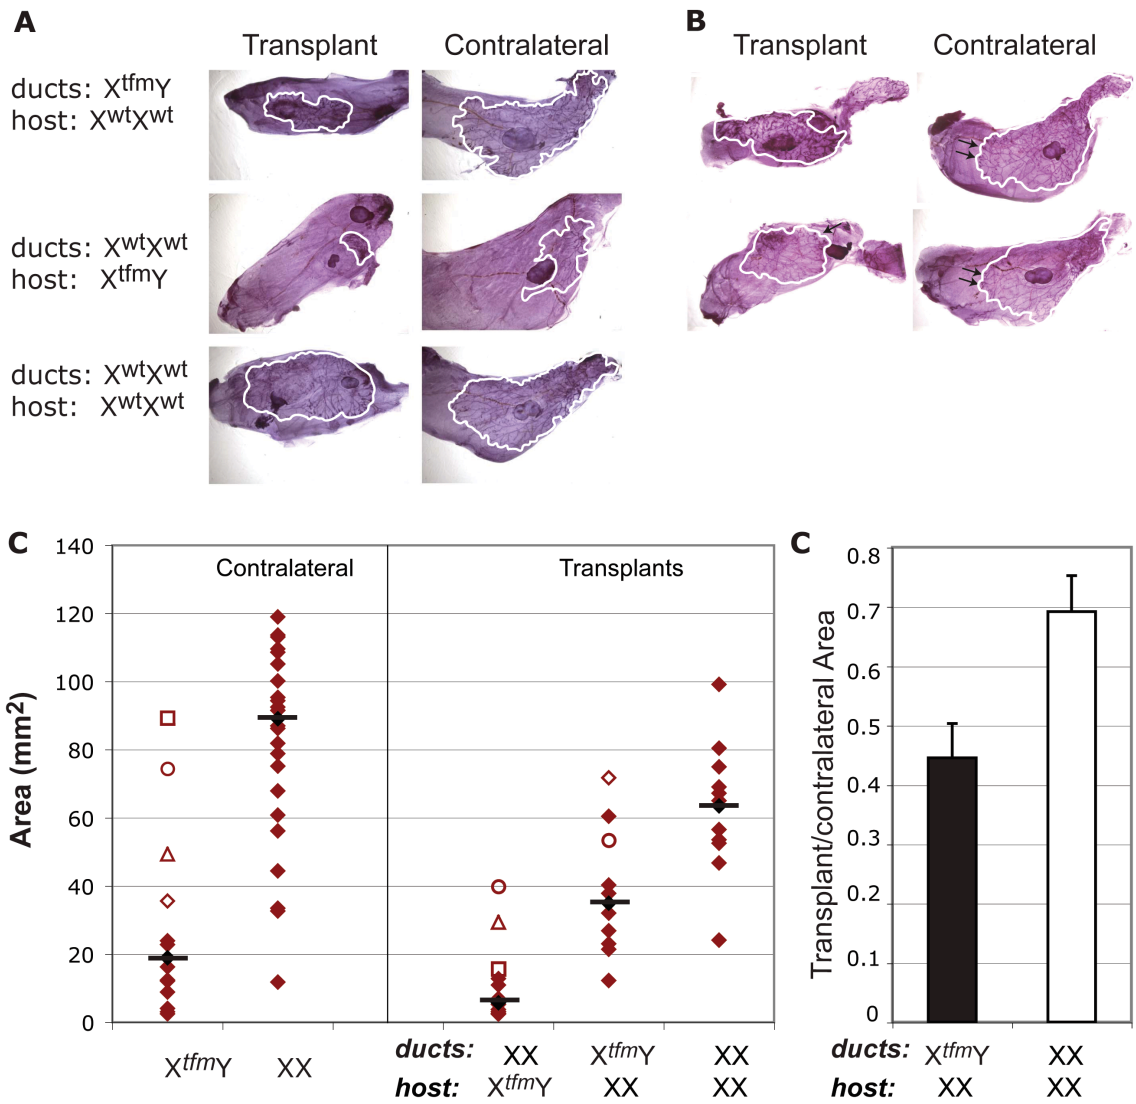 A
Transplant Contralateral
ducts: XtfmY
host: XwtXwt
ducts: XwtXwt
host: XtfmY
ducts: XwtXwt
host: XwtXwt
B
Transplant Contralateral
C
Area (mm2)
140
120
100
80
60
40
20
0
Contralateral Transplants
XtfmY XX
ducts: XX XtfmY XX
host: XtfmY XX XX
C
Transplant/contralateral Area
0.8
0.7
0.6
0.5
0.4
0.3
0.2
0.1
0
ducts: XtfmY XX
host: XX XX